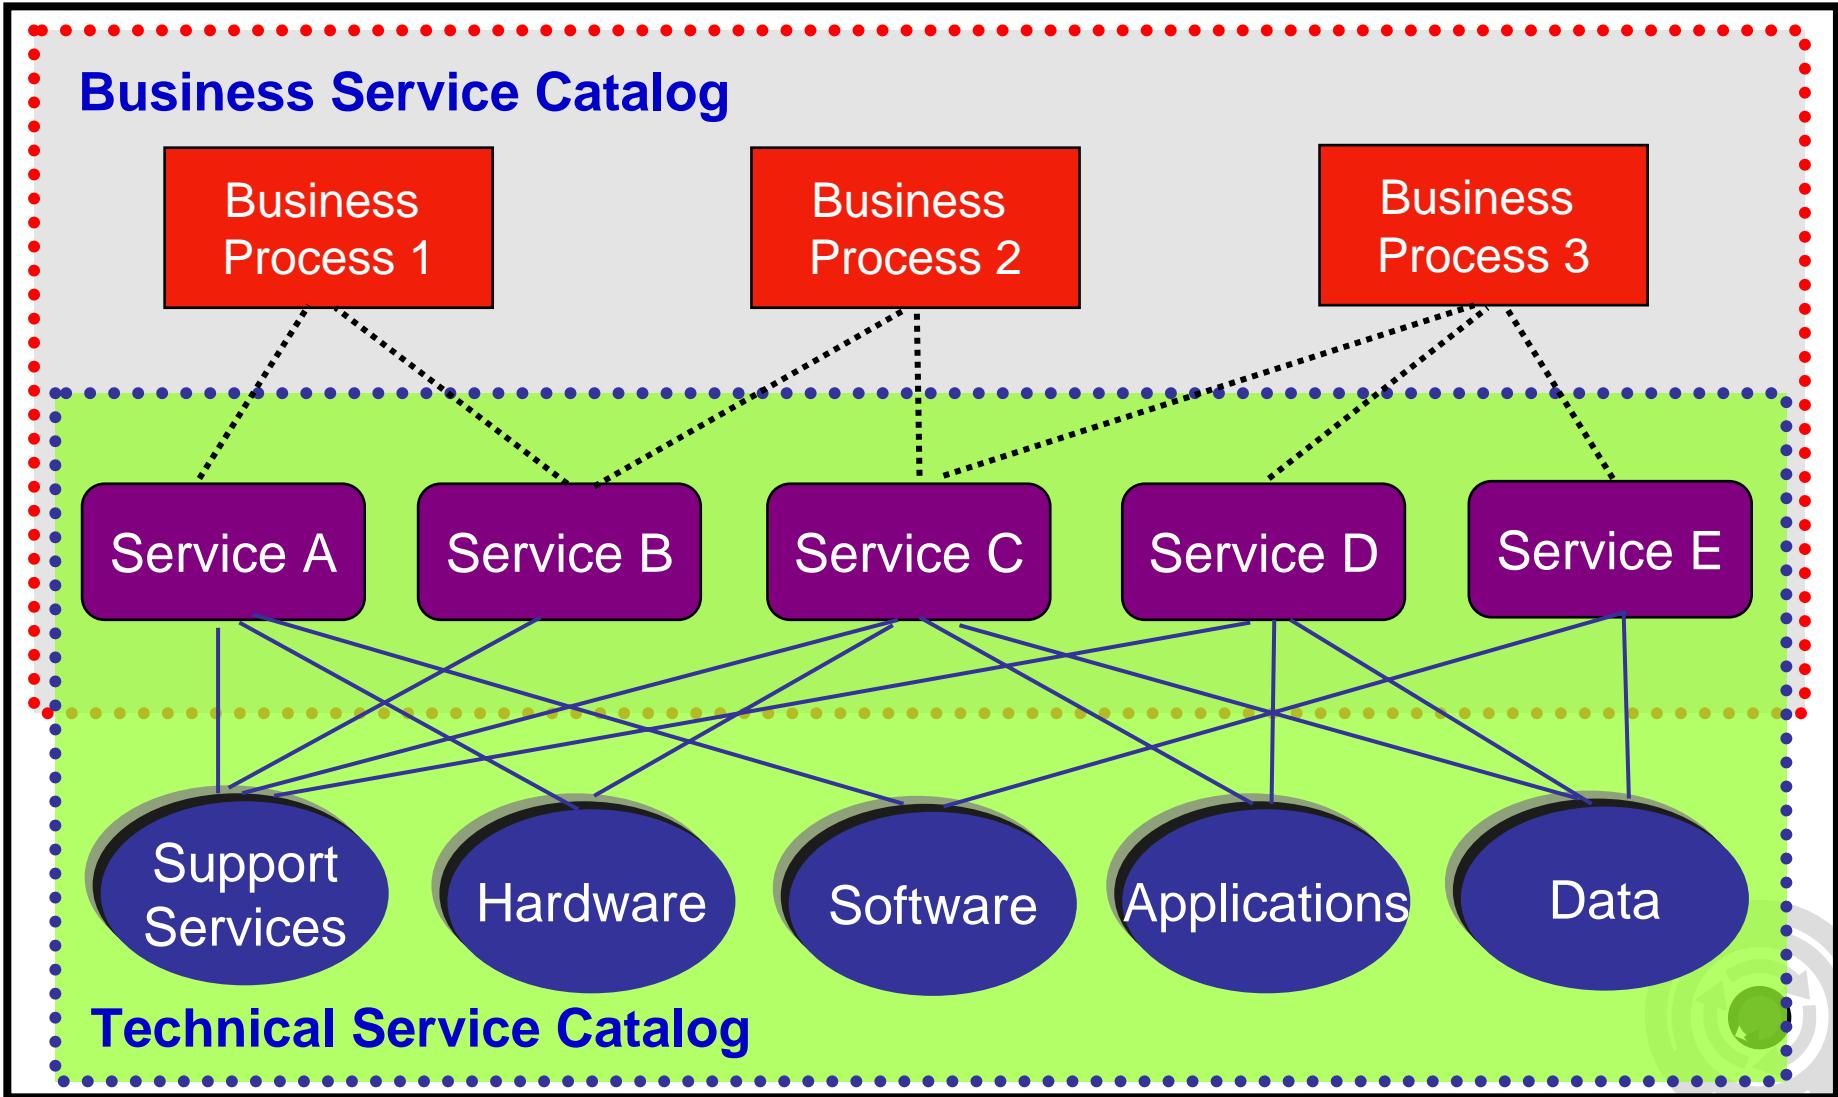 Business Service Catalog
Business
Process 1
Business
Process 2
Business
Process 3
Service A
Service B
Service C
Service D
Service E
Support
Services
Hardware
Software
Applications
Data
Technical Service Catalog